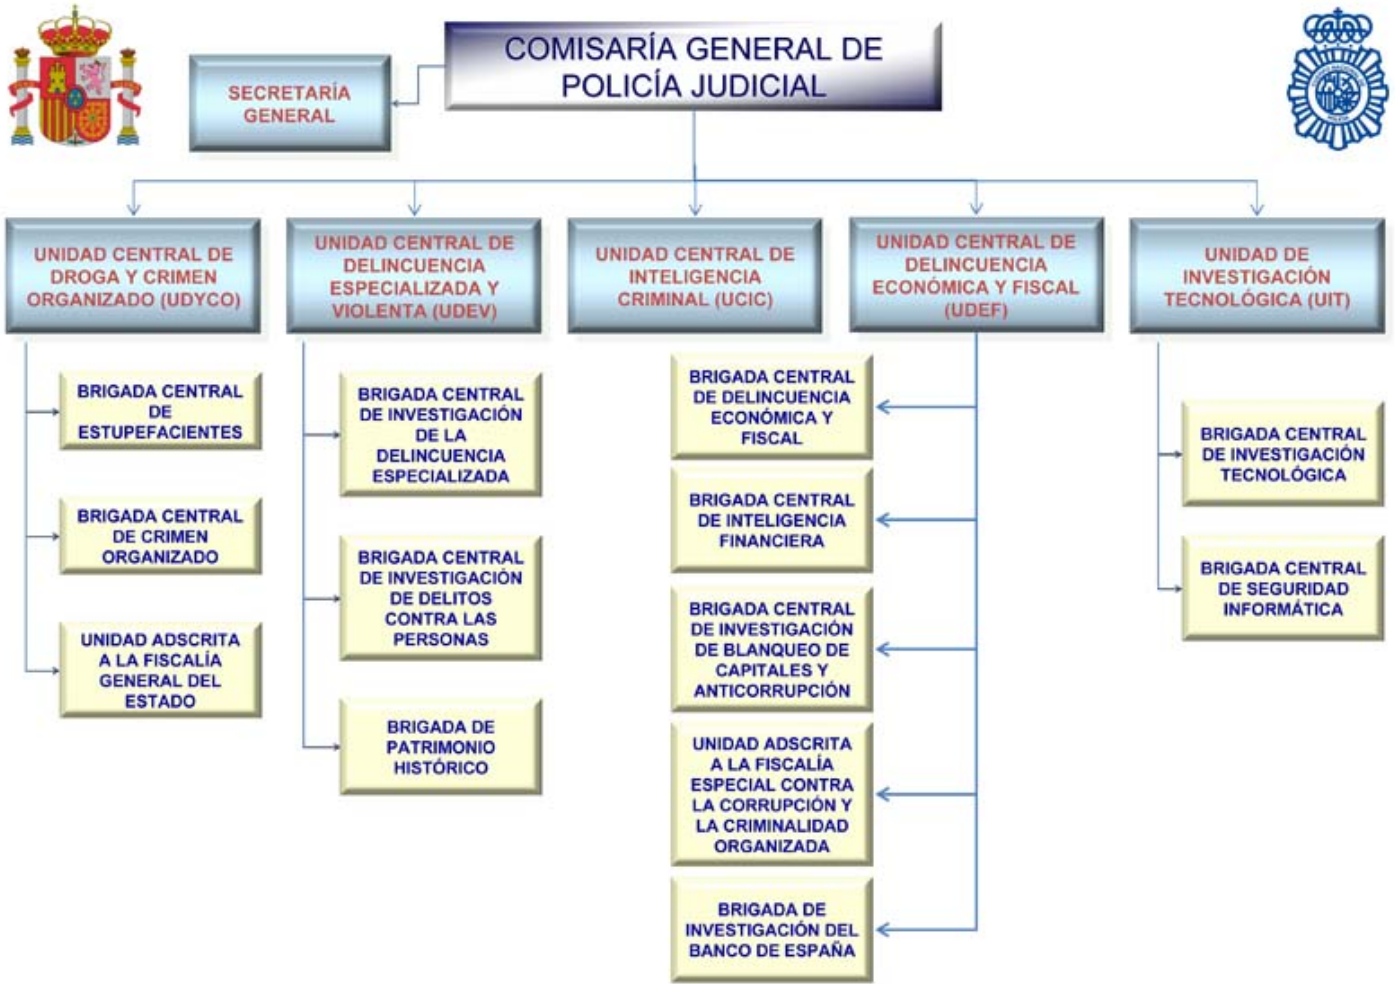 COMISARÍA GENERAL DE
POLICÍA JUDICIAL
SECRETARÍA
GENERAL
UNIDAD CENTRAL DE
DROGA Y CRIMEN
ORGANIZADO (UDYCO)
BRIGADA CENTRAL
DE
ESTUPEFACIENTES
BRIGADA CENTRAL
DE CRIMEN
ORGANIZADO
UNIDAD ADSCRITA
A LA FISCALÍA
GENERAL DEL
ESTADO
UNIDAD CENTRAL DE
DELINCUENCIA
ESPECIALIZADA Y
VIOLENTA (UDEV)
BRIGADA CENTRAL
DE INVESTIGACIÓN
DE LA
DELINCUENCIA
ESPECIALIZADA
BRIGADA CENTRAL
DE INVESTIGACIÓN
DE DELITOS
CONTRA LAS
PERSONAS
BRIGADA DE
PATRIMONIO
HISTÓRICO
UNIDAD CENTRAL DE
INTELIGENCIA
CRIMINAL (UCIC)
UNIDAD CENTRAL DE
DELINCUENCIA
ECONÓMICA Y FISCAL
(UDEF)
BRIGADA CENTRAL
DE DELINCUENCIA
ECONÓMICA Y
FISCAL
BRIGADA CENTRAL
DE INTELIGENCIA
FINANCIERA
BRIGADA CENTRAL
DE INVESTIGACIÓN
DE BLANQUEO DE
CAPITALES Y
ANTICORRUPCIÓN
UNIDAD ADSCRITA
A LA FISCALÍA
ESPECIAL CONTRA
LA CORRUPCIÓN Y
LA CRIMINALIDAD
ORGANIZADA
BRIGADA DE
INVESTIGACIÓN DEL
BANCO DE ESPAÑA
UNIDAD DE
INVESTIGACIÓN
TECNOLÓGICA (UIT)
BRIGADA CENTRAL
DE INVESTIGACIÓN
TECNOLÓGICA
BRIGADA CENTRAL
DE SEGURIDAD
INFORMÁTICA